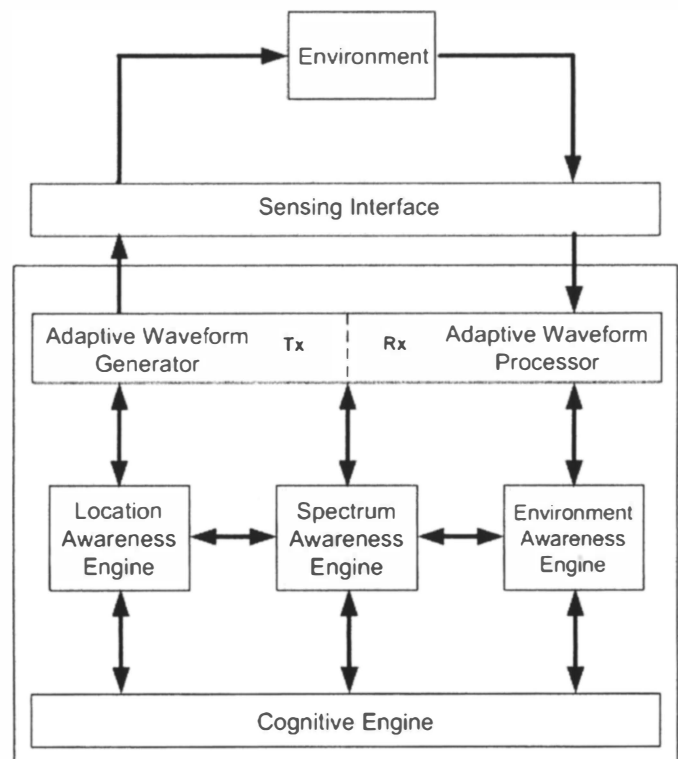 Environment
Sensing Interface
Adaptive Waveform
Generator
Tx
Rx
Adaptive Waveform
Processor
Location
Awareness
Engine
Spectrum
Awareness
Engine
Environment
Awareness
Engine
Cognitive Engine